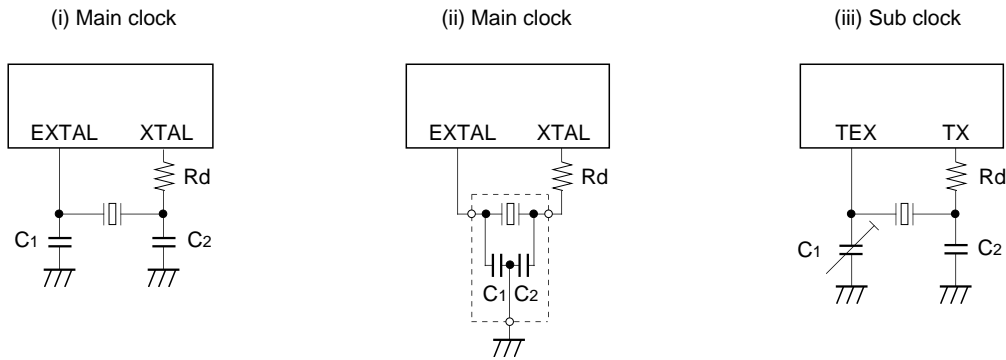 (i) Main clock
(ii) Main clock
(iii) Sub clock
EXTAL XTAL
EXTAL XTAL
TEX TX
Rd
Rd
Rd
C1
C2
C1 C2
C1
C2